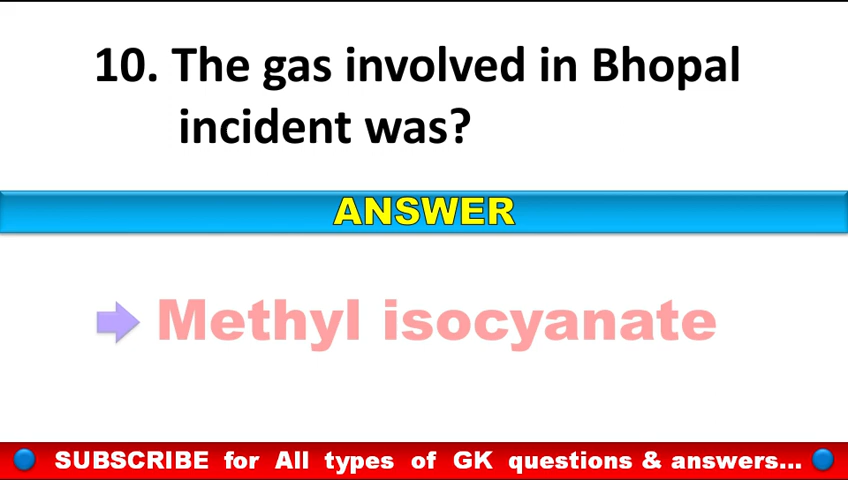 10. The gas involved in Bhopal
incident was?
ANSWER
Methyl isocyanate
SUBSCRIBE for All types of GK questions & answers...